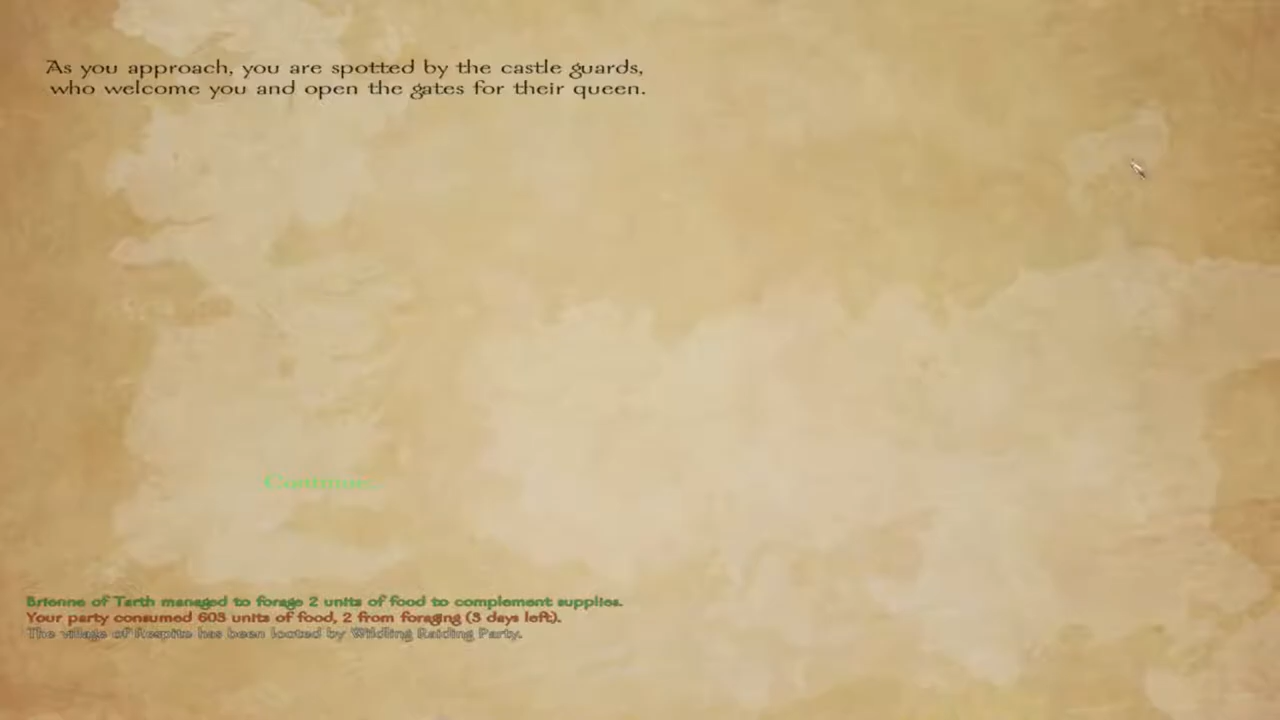 As you approach, you are spotted by the castle guards,
who welcome you and open the gates for their queen.
Continue...
Brienne of Tarth managed to forage 2 units of food to complement supplies.
Your party consumed 603 units of food, 2 from foraging (3 days left).
The village of Respite has been looted by Wildling Raiding Party.